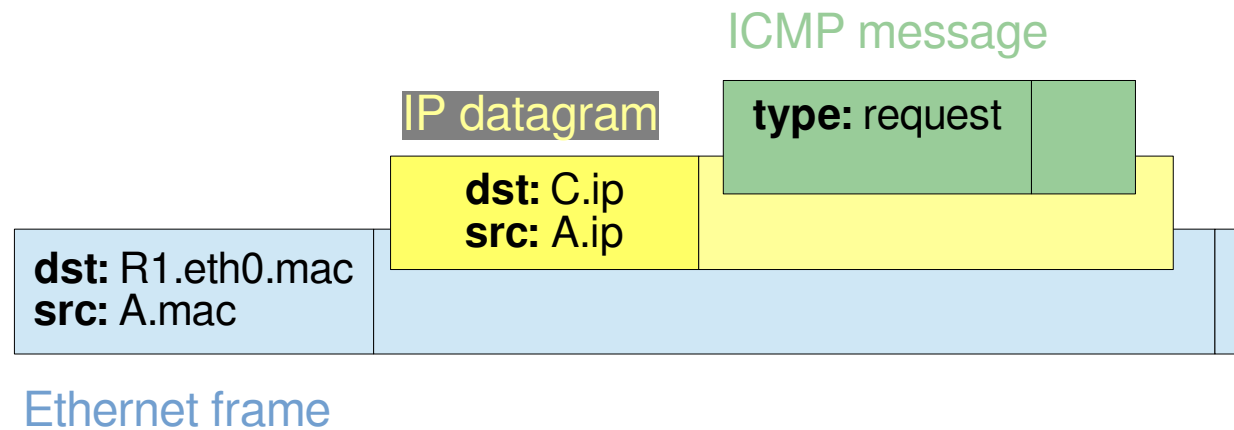 ICMP message
IP datagram
type: request
dst: C.ip
src: A.ip
dst: R1.eth0.mac
src: A.mac
Ethernet frame